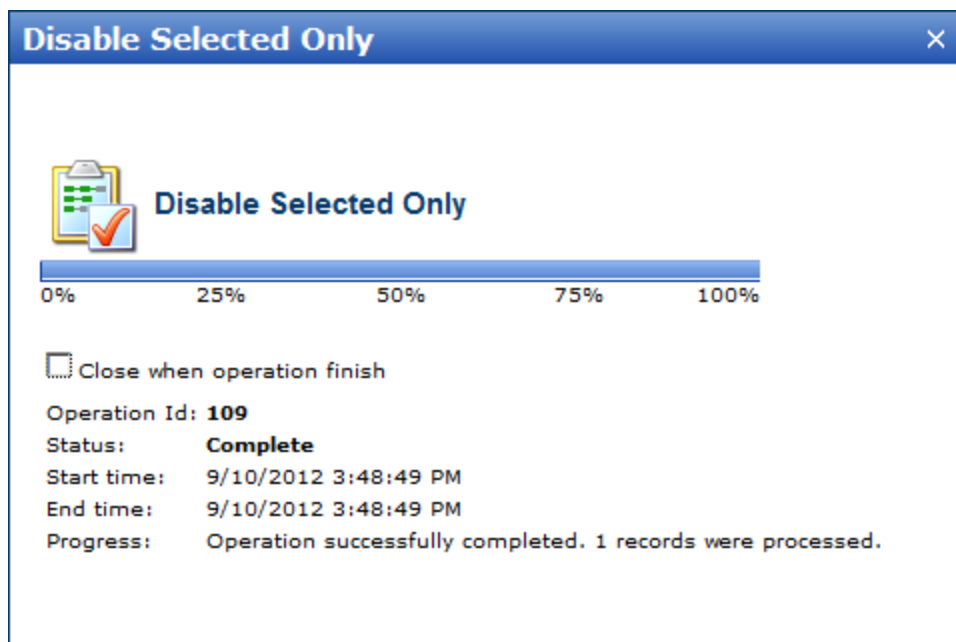 Disable Selected Only
Disable Selected Only
0% 25% 50% 75% 100%
Close when operation finish
Operation Id: 109
Status: Complete
Start time: 9/10/2012 3:48:49 PM
End time: 9/10/2012 3:48:49 PM
Progress: Operation successfully completed. 1 records were processed.